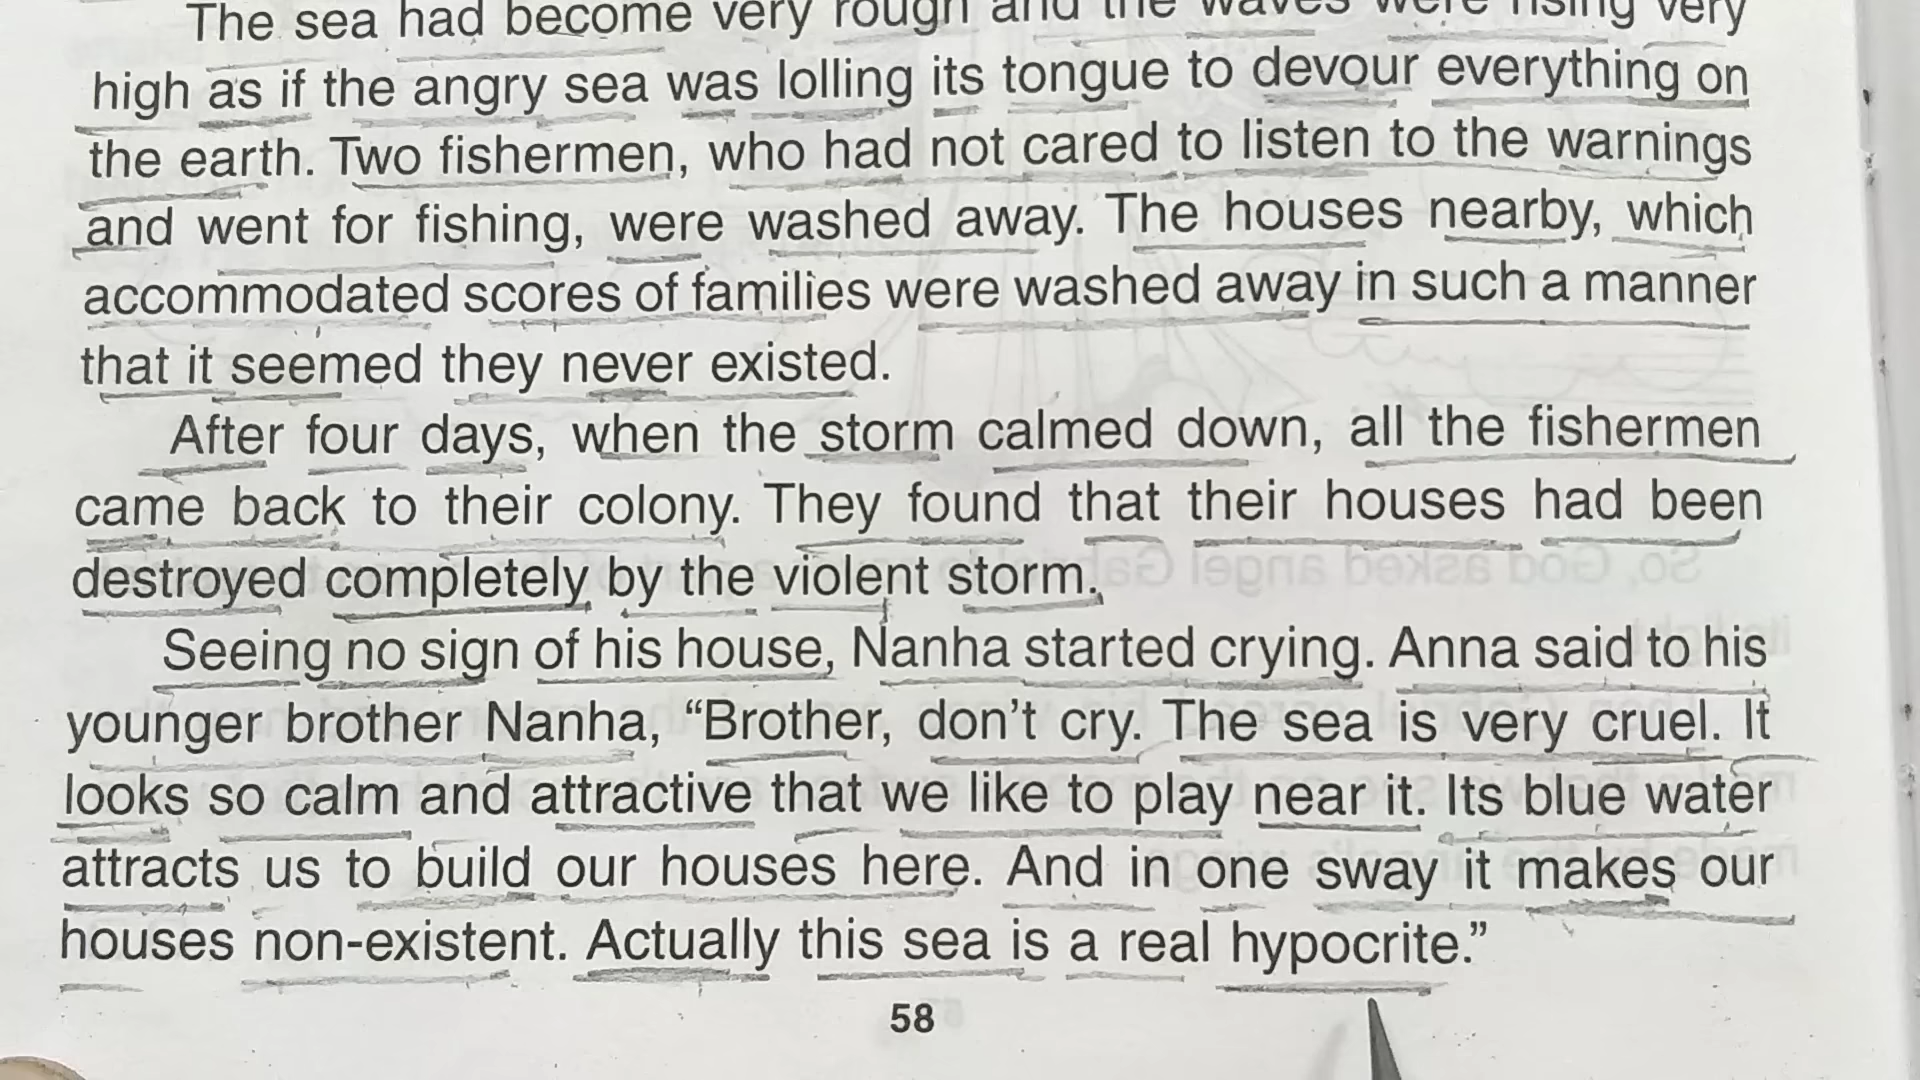 The sea had become very rough and the waves were rising very
high as if the angry sea was lolling its tongue to devour everything on
the earth. Two fishermen, who had not cared to listen to the warnings
and went for fishing, were washed away. The houses nearby, which
accommodated scores of families were washed away in such a manner
that it seemed they never existed.
After four days, when the storm calmed down, all the fishermen
came back to their colony. They found that their houses had been
destroyed completely by the violent storm.
Seeing no sign of his house, Nanha started crying. Anna said to his
younger brother Nanha, “Brother, don’t cry. The sea is very cruel. It
looks so calm and attractive that we like to play near it. Its blue water
attracts us to build our houses here. And in one sway it makes our
houses non-existent. Actually this sea is a real hypocrite.”
58